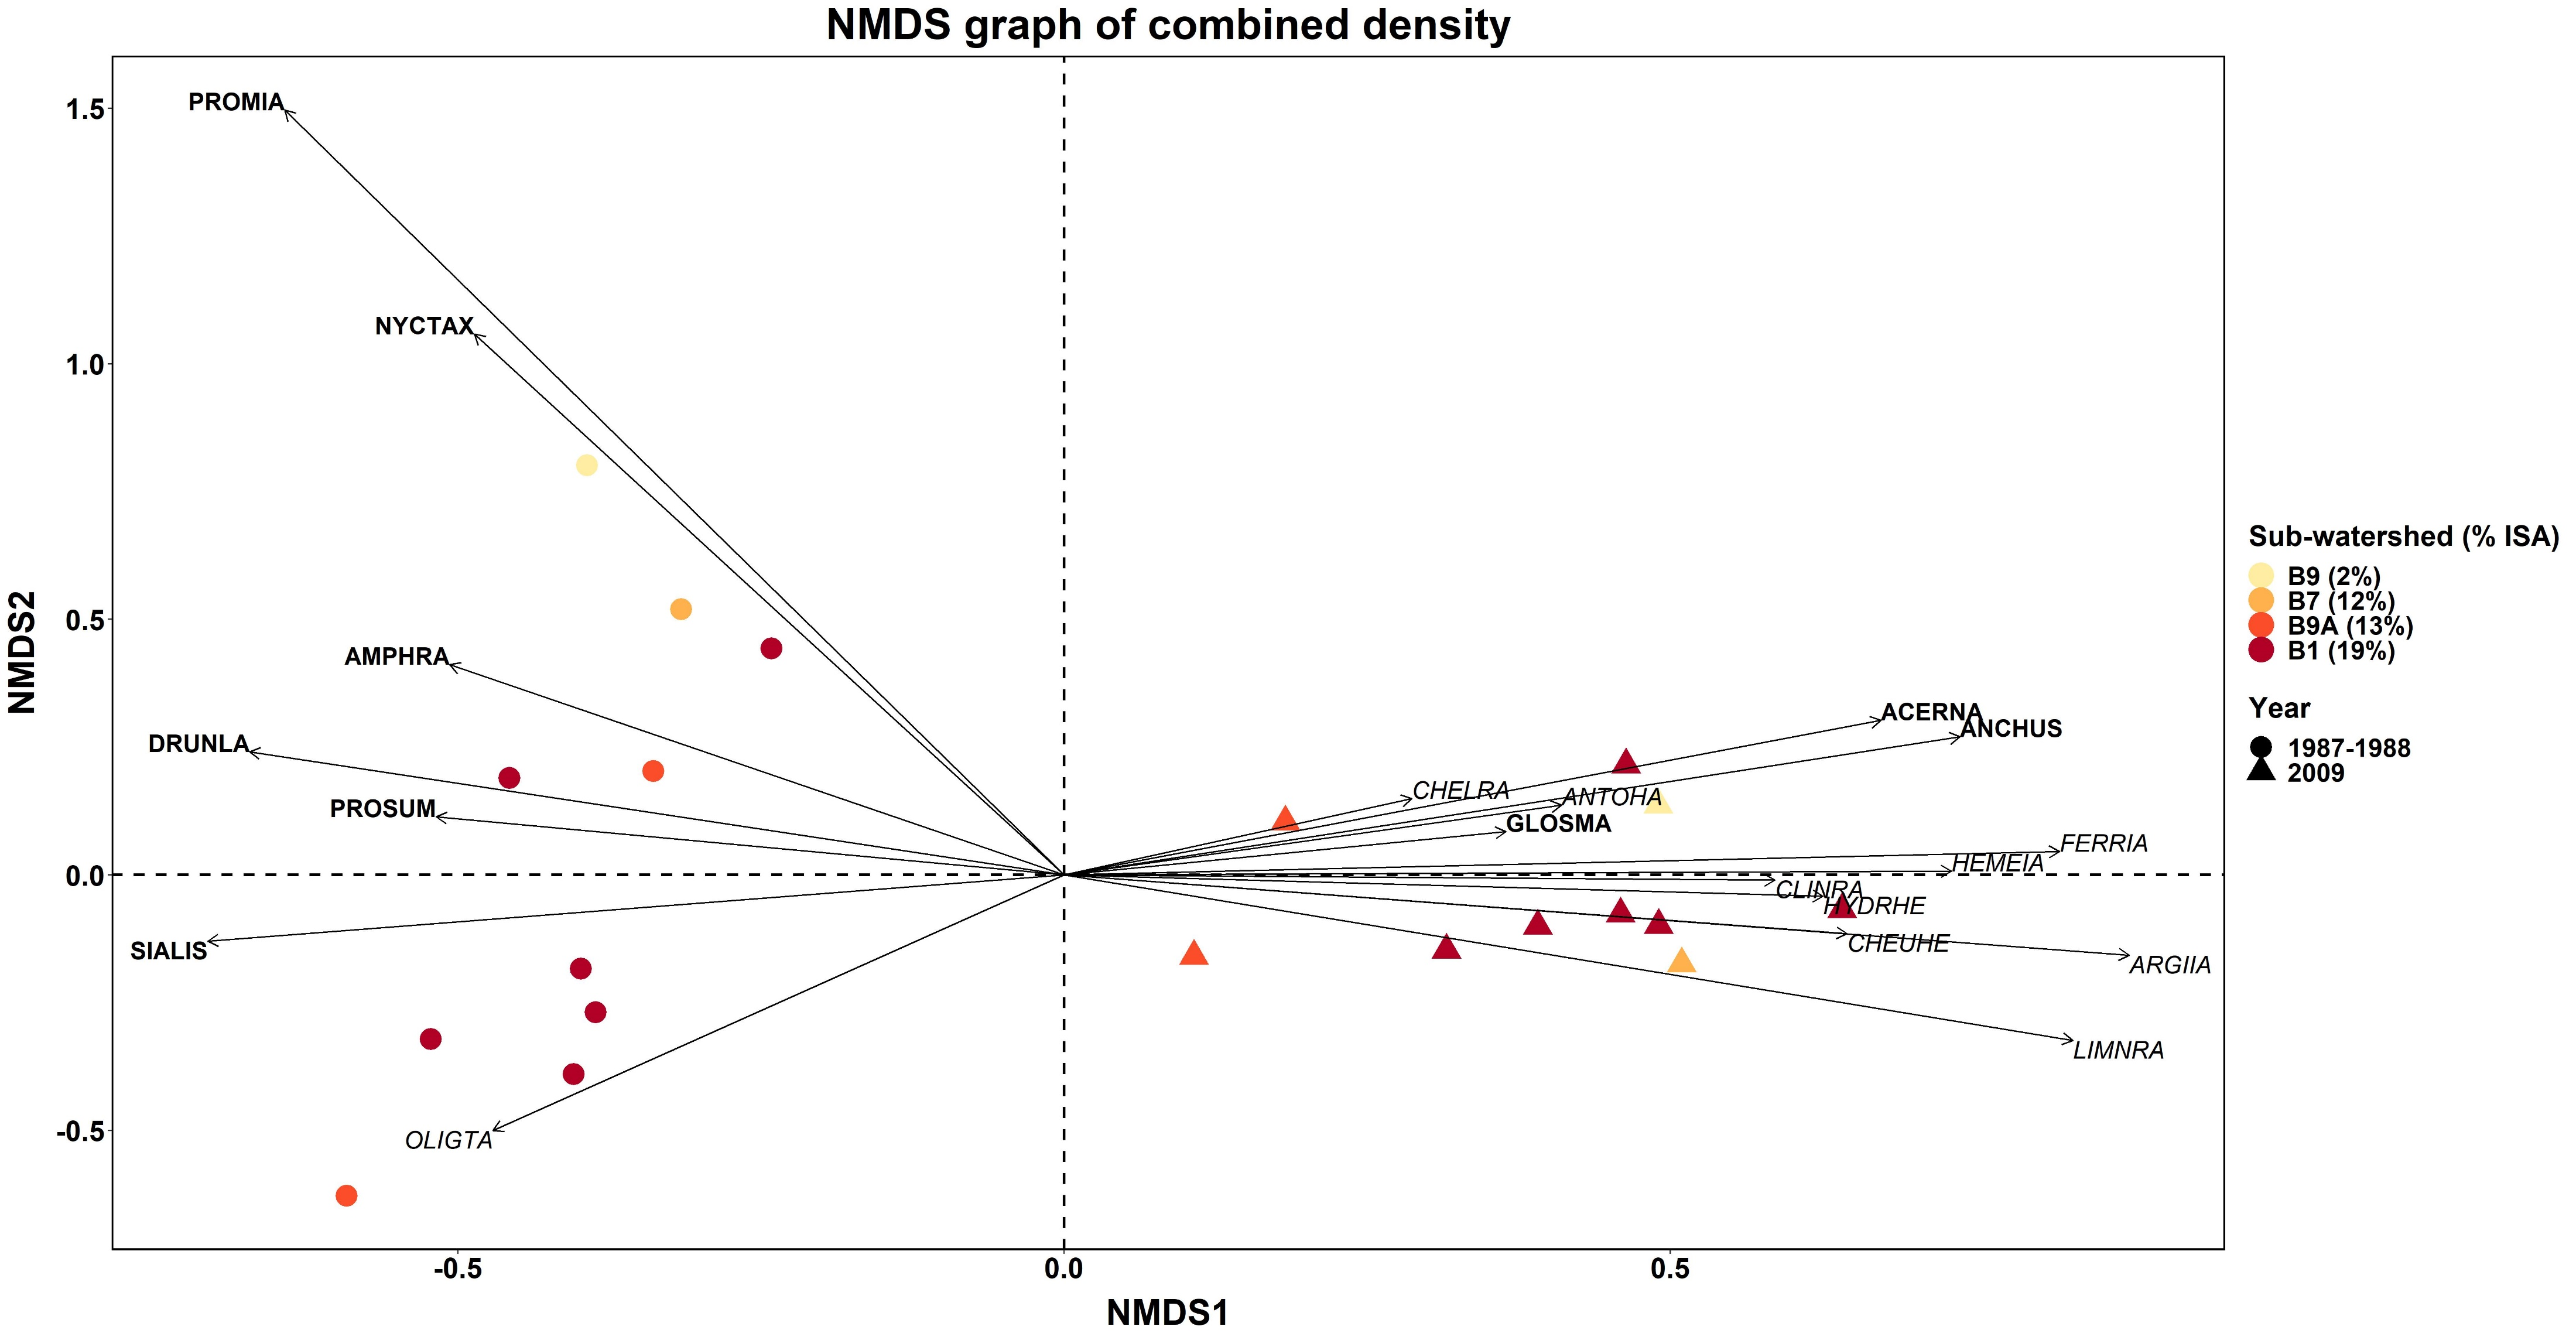 NMDS graph of combined density
NMDS2
1.5
1.0
0.5
0.0
-0.5
PROMIA
NYCTAX
AMPHRA
DRUNLA
PROSUM
SIALIS
OLIGTA
ACERNA
ANCHUS
CHELRA
ANTOHA
GLOSMA
FERRIA
HEMEIA
CLINRA
HYDRHE
CHEUHE
ARGIIA
LIMNRA
-0.5
0.0
0.5
NMDS1
Sub-watershed (% ISA)
B9 (2%)
B7 (12%)
B9A (13%)
B1 (19%)
Year
1987-1988
2009